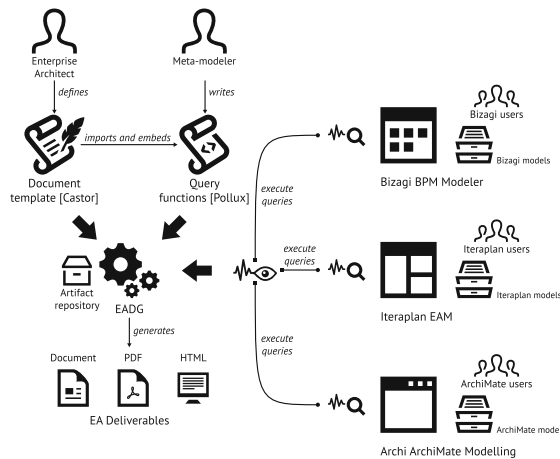 Enterprise
Architect
Meta-modeler
defines
writes
imports and embeds
Document
template [Castor]
Query
functions [Pollux]
Artifact
repository
EADG
generates
Document
PDF
HTML
EA Deliverables
execute
queries
execute
queries
execute
queries
Bizagi users
Bizagi models
Bizagi BPM Modeler
Iteraplan users
Iteraplan models
Iteraplan EAM
ArchiMate users
ArchiMate mode
Archi ArchiMate Modelling